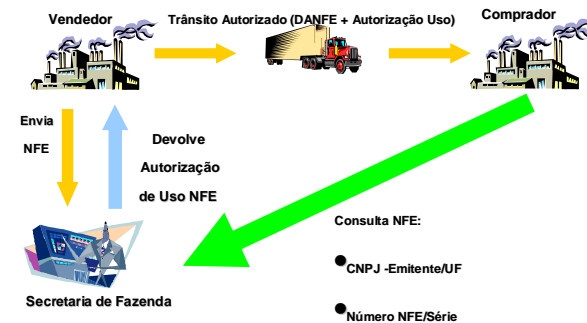 Vendedor
Trânsito Autorizado (DANFE + Autorização Uso)
Comprador
Envia
NFE
Devolve
Autorização
de Uso NFE
Secretaria de Fazenda
Consulta NFE:
●CNPJ -Emitente/UF
●Número NFE/Série